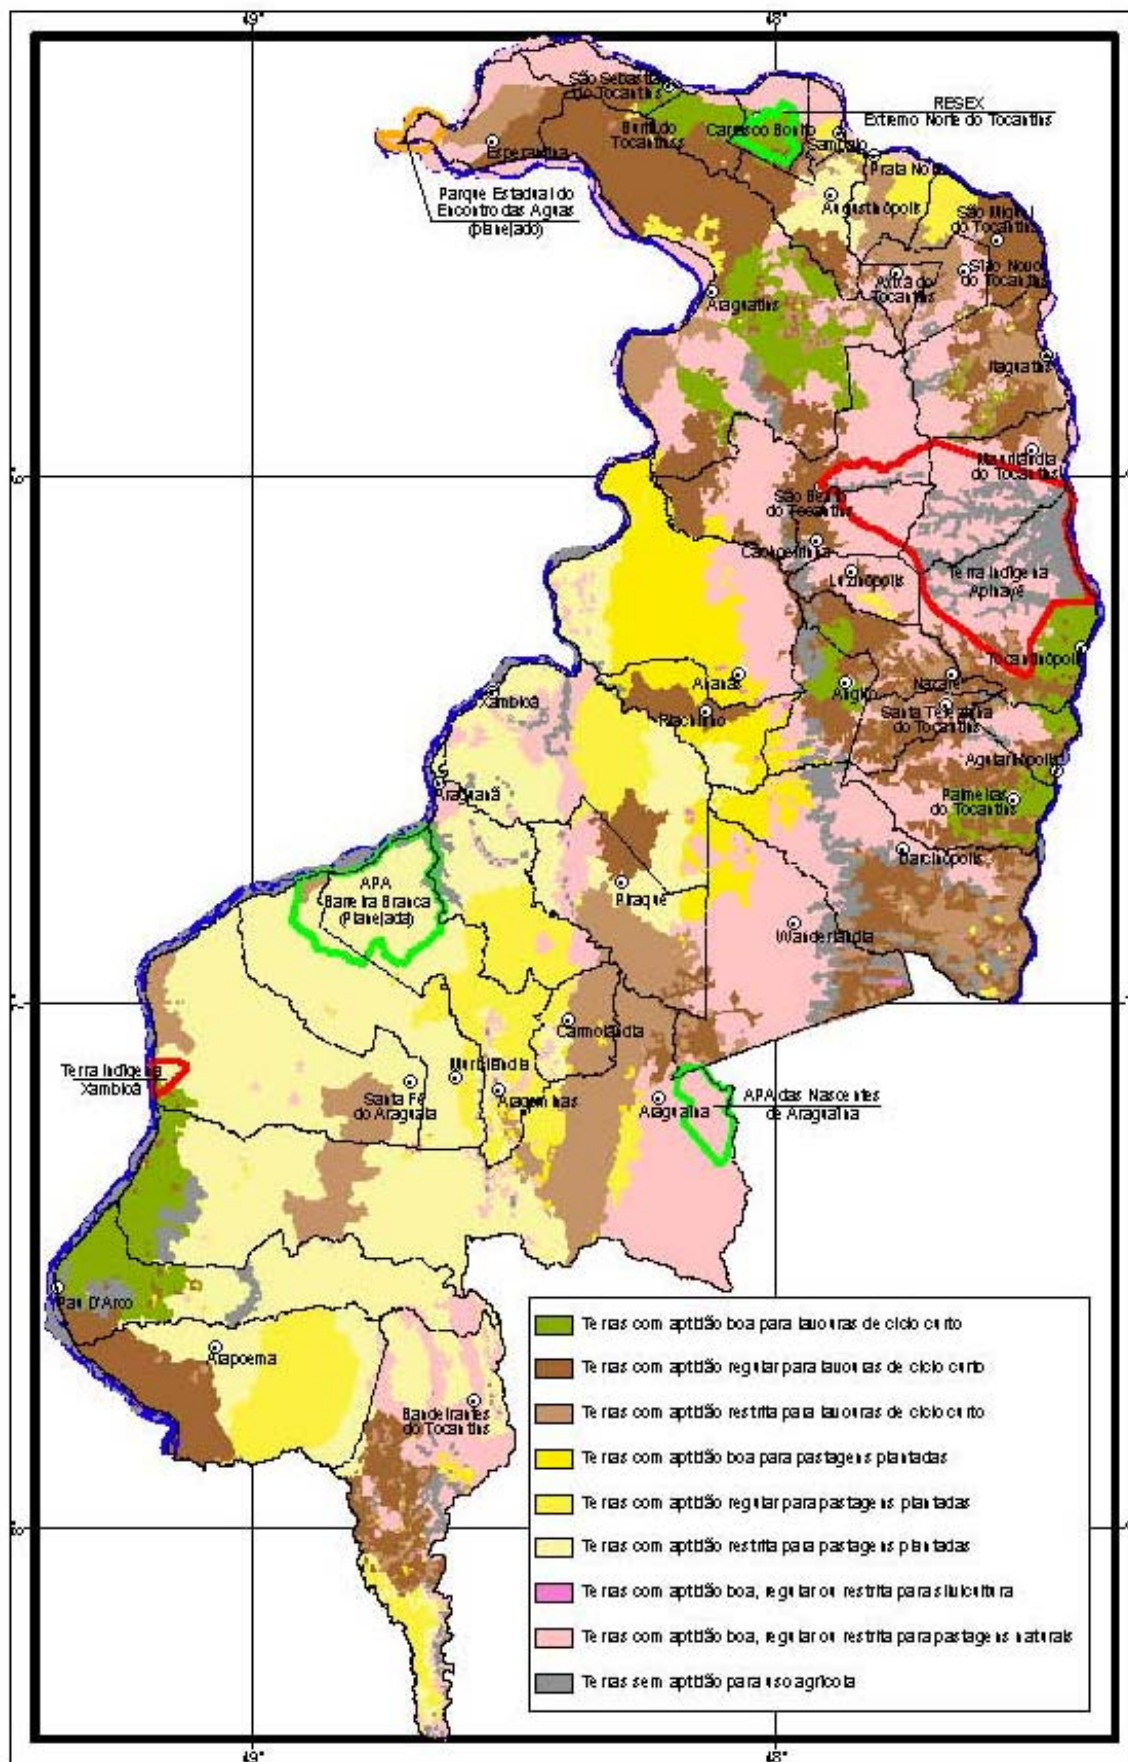 49°
48°
São Sebastião
do Tocantins
RESEX
Extremo Norte do Tocantins
Buriti do
Tocantins
Carrasco Bonito
Sampaio
Esperantina
Praia Norte
Parque Estadual do
Encontro das Aguas
(planejado)
Augustinópolis
São Miguel
do Tocantins
Sítio Novo
do Tocantins
Axixá do
Tocantins
Araguatins
Itaguatins
Maurilândia
do Tocantins
6°
São Bento
do Tocantins
Cachoeirinha
Luzinópolis
Terra Indígena
Apinayé
Tocantinópolis
Ananás
Angico
Nazaré
Xambioá
Riachinho
Santa Terezinha
do Tocantins
Aguiarnópolis
Araguanã
Palmeiras
do Tocantins
Darcinópolis
APA
Barreira Branca
(Planejada)
Piraquê
Wanderlândia
7°
Carmolândia
Terra Indígena
Xambioá
Muricilândia
Santa Fé
do Araguaia
Aragominas
Araguaína
APA das Nascentes
de Araguaína
Pau D'Arco
Arapoema
Bandeirantes
do Tocantins
Terras com aptidão boa para lavouras de ciclo curto
Terras com aptidão regular para lavouras de ciclo curto
Terras com aptidão restrita para lavouras de ciclo curto
Terras com aptidão boa para pastagens plantadas
Terras com aptidão regular para pastagens plantadas
Terras com aptidão restrita para pastagens plantadas
Terras com aptidão boa, regular ou restrita para silvicultura
Terras com aptidão boa, regular ou restrita para pastagens naturais
Terras sem aptidão para uso agrícola
8°
49°
48°